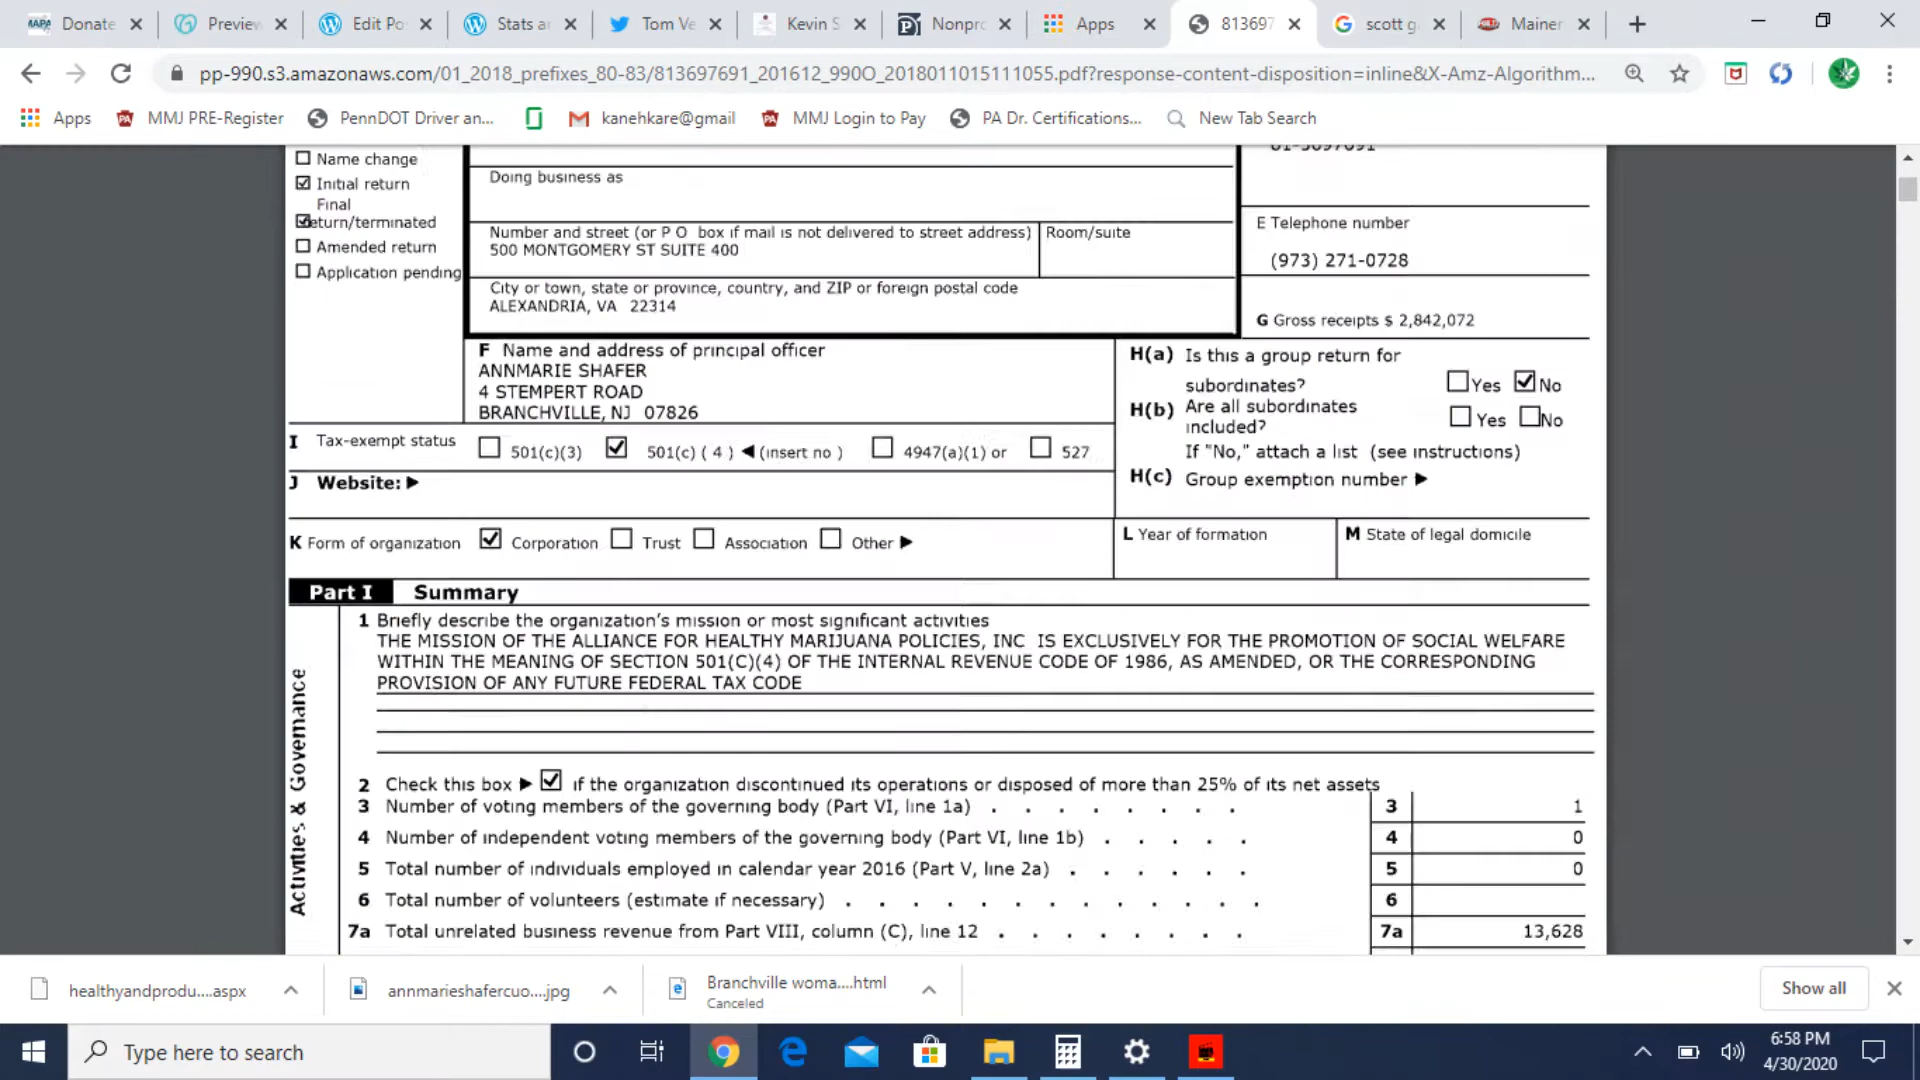 Donate
Preview
Edit Po
Stats a
Tom Ve
Kevin S
Nonpr
Apps
813697
scott g
Mainer
pp-990.s3.amazonaws.com/01_2018_prefixes_80-83/813697691_201612_990O_2018011015111055.pdf?response-content-disposition=inline&X-Amz-Algorithm...
Apps
MMJ PRE-Register
PennDOT Driver an...
kanehkare@gmail
MMJ Login to Pay
PA Dr. Certifications...
New Tab Search
Name change
Initial return
Final
return/terminated
Amended return
Application pending
Doing business as
81-3697691
Number and street (or P O box if mail is not delivered to street address)
Room/suite
500 MONTGOMERY ST SUITE 400
E Telephone number
(973) 271-0728
City or town, state or province, country, and ZIP or foreign postal code
ALEXANDRIA, VA 22314
G Gross receipts $ 2,842,072
F Name and address of principal officer
ANNMARIE SHAFER
4 STEMPERT ROAD
BRANCHVILLE, NJ 07826
H(a) Is this a group return for
subordinates? Yes No
H(b) Are all subordinates
included? Yes No
If "No," attach a list (see instructions)
H(c) Group exemption number
I Tax-exempt status 501(c)(3) 501(c) ( 4 ) ◄ (insert no ) 4947(a)(1) or 527
J Website:
K Form of organization Corporation Trust Association Other
L Year of formation
M State of legal domicile
Part I Summary
1 Briefly describe the organization's mission or most significant activities
THE MISSION OF THE ALLIANCE FOR HEALTHY MARIJUANA POLICIES, INC IS EXCLUSIVELY FOR THE PROMOTION OF SOCIAL WELFARE
WITHIN THE MEANING OF SECTION 501(C)(4) OF THE INTERNAL REVENUE CODE OF 1986, AS AMENDED, OR THE CORRESPONDING
PROVISION OF ANY FUTURE FEDERAL TAX CODE
Activities & Governance
2 Check this box if the organization discontinued its operations or disposed of more than 25% of its net assets
3 Number of voting members of the governing body (Part VI, line 1a) . . . . . . . . 3 1
4 Number of independent voting members of the governing body (Part VI, line 1b) . . . . . 4 0
5 Total number of individuals employed in calendar year 2016 (Part V, line 2a) . . . . . . 5 0
6 Total number of volunteers (estimate if necessary) . . . . . . . . . . . . . 6
7a Total unrelated business revenue from Part VIII, column (C), line 12 . . . . . . . . 7a 13,628
healthyandprodu....aspx
annmarieshafercuo....jpg
Branchville woma....html
Canceled
Show all
Type here to search
6:58 PM
4/30/2020